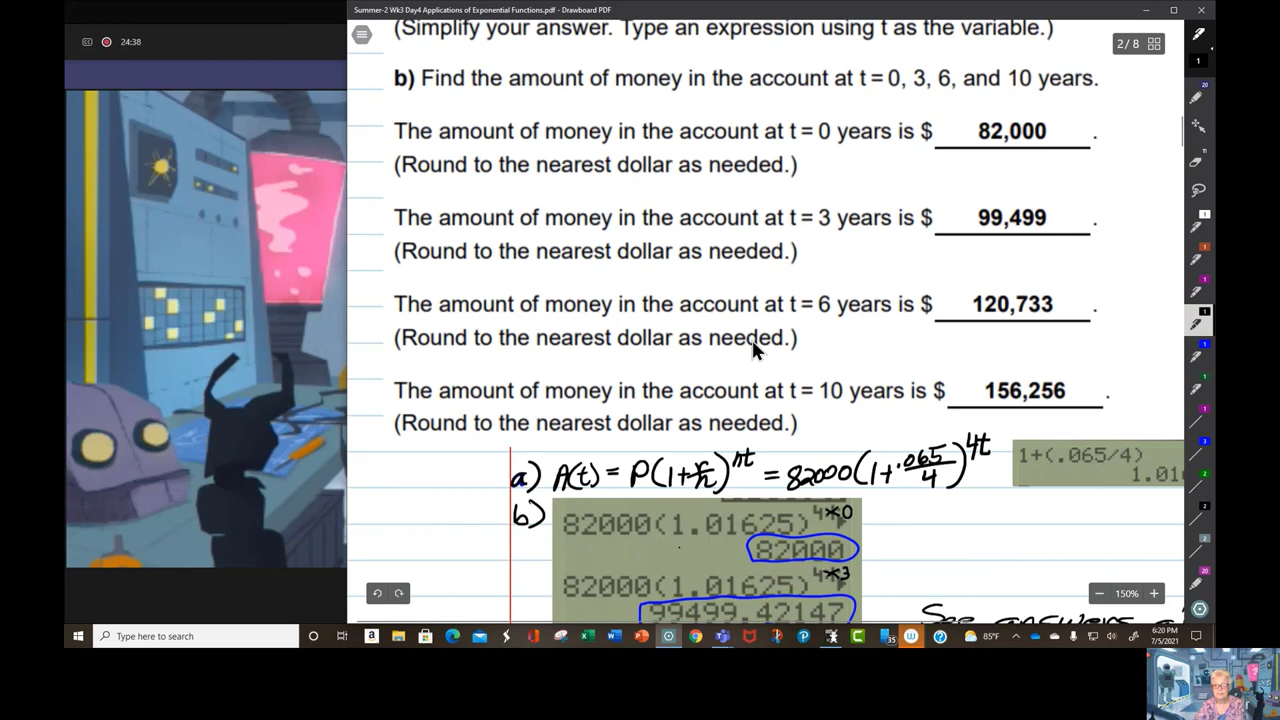 Summer-2 Wk3 Day4 Applications of Exponential Functions.pdf - Drawboard PDF
24:38
(Simplify your answer. Type an expression using t as the variable.)
2/8
b) Find the amount of money in the account at t = 0, 3, 6, and 10 years.
The amount of money in the account at t = 0 years is $ 82,000 .
(Round to the nearest dollar as needed.)
The amount of money in the account at t = 3 years is $ 99,499 .
(Round to the nearest dollar as needed.)
The amount of money in the account at t = 6 years is $ 120,733 .
(Round to the nearest dollar as needed.)
The amount of money in the account at t = 10 years is $ 156,256 .
(Round to the nearest dollar as needed.)
a) A(t) = P(1+r/n)^nt = 82000(1+.065/4)^4t
1+(.065/4)
1.01
b)
82000(1.01625)^4*0
82000
82000(1.01625)^4*3
99499.42147
See answers
150%
Type here to search
85°F
6:20 PM
7/5/2021